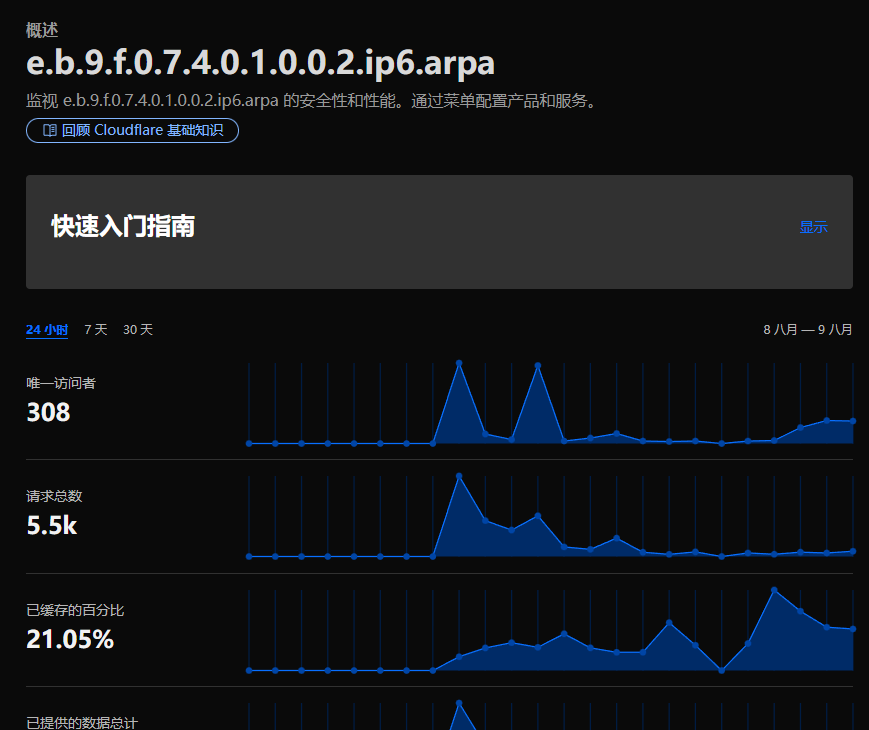 概述
e.b.9.f.0.7.4.0.1.0.0.2.ip6.arpa
监视 e.b.9.f.0.7.4.0.1.0.0.2.ip6.arpa 的安全性和性能。通过菜单配置产品和服务。
回顾 Cloudflare 基础知识
快速入门指南
显示
24 小时 7 天 30 天
8 八月 — 9 八月
唯一访问者
308
请求总数
5.5k
已缓存的百分比
21.05%
已提供的数据总计